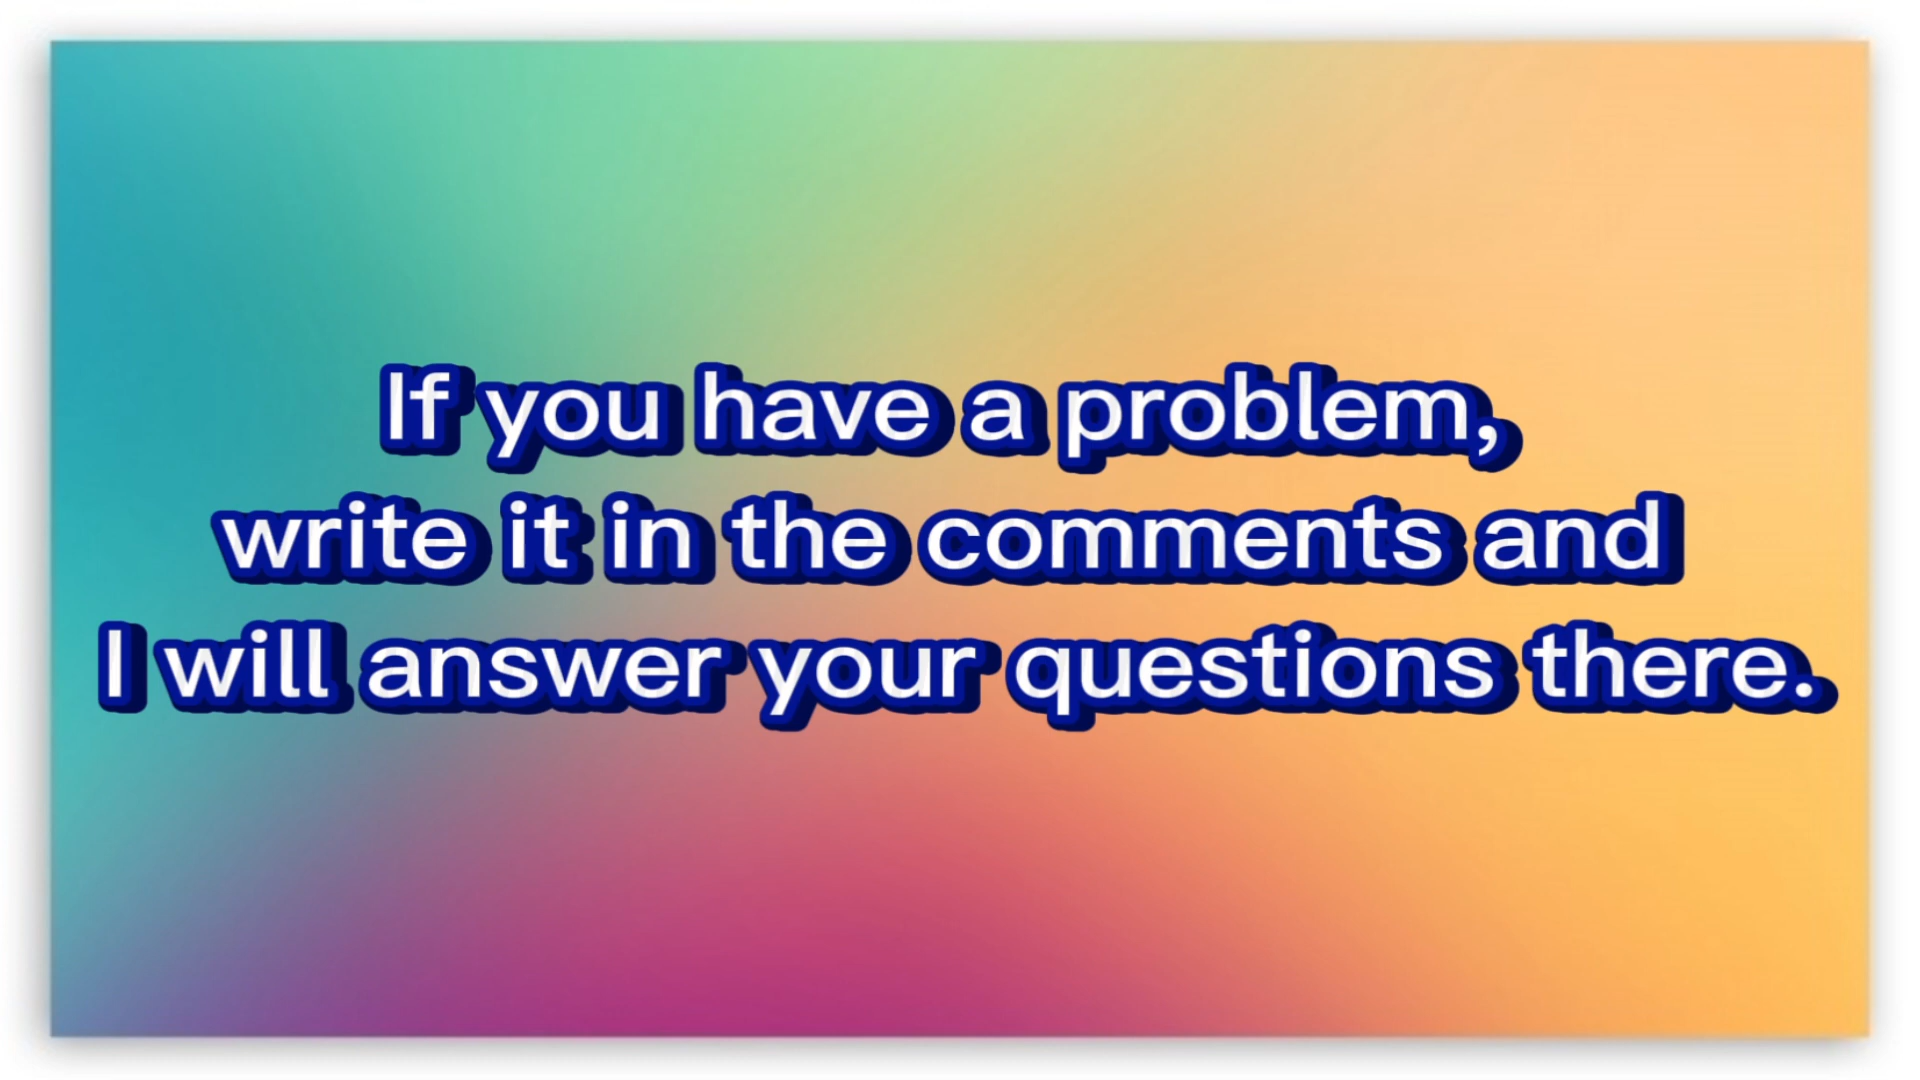 If you have a problem,
write it in the comments and
I will answer your questions there.